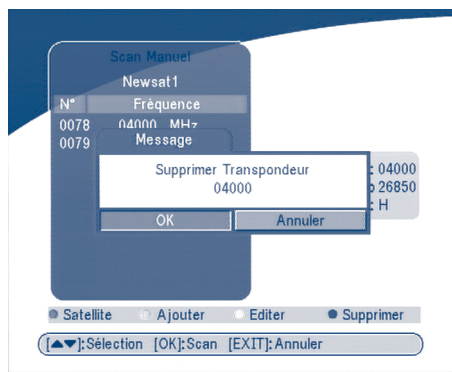 Scan Manuel
Newsat1
N° Fréquence
0078 04000 MHz
0079
Message
Supprimer Transpondeur
04000
OK Annuler
: 04000
26850
: H
Satellite Ajouter Editer Supprimer
[▲▼]:Sélection [OK]:Scan [EXIT]:Annuler